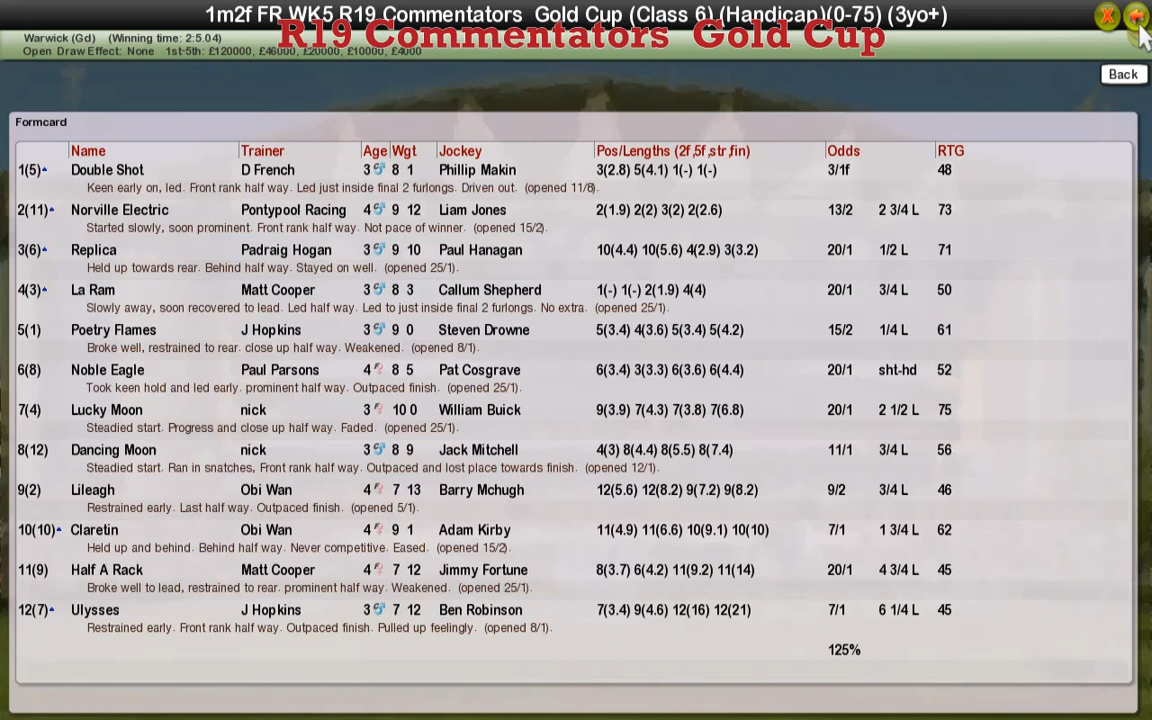 1m2f FR WK5 R19 Commentators Gold Cup (Class 6) (Handicap)(0-75) (3yo+)
R19 Commentators Gold Cup
Warwick (Gd) (Winning time: 2:5.04)
Open Draw Effect: None 1st-5th: £120000, £46000, £20000, £10000, £4000
Back
Formcard
Name Trainer Age Wgt Jockey Pos/Lengths (2f,5f,str,fin) Odds RTG
1(5) Double Shot D French 3 8 1 Phillip Makin 3(2.8) 5(4.1) 1(-) 1(-) 3/1f 48
Keen early on, led. Front rank half way. Led just inside final 2 furlongs. Driven out. (opened 11/8).
2(11) Norville Electric Pontypool Racing 4 9 12 Liam Jones 2(1.9) 2(2) 3(2) 2(2.6) 13/2 2 3/4 L 73
Started slowly, soon prominent. Front rank half way. Not pace of winner. (opened 15/2).
3(6) Replica Padraig Hogan 3 9 10 Paul Hanagan 10(4.4) 10(5.6) 4(2.9) 3(3.2) 20/1 1/2 L 71
Held up towards rear. Behind half way. Stayed on well. (opened 25/1).
4(3) La Ram Matt Cooper 3 8 3 Callum Shepherd 1(-) 1(-) 2(1.9) 4(4) 20/1 3/4 L 50
Slowly away, soon recovered to lead. Led half way. Led to just inside final 2 furlongs. No extra. (opened 25/1).
5(1) Poetry Flames J Hopkins 3 9 0 Steven Drowne 5(3.4) 4(3.6) 5(3.4) 5(4.2) 15/2 1/4 L 61
Broke well, restrained to rear. close up half way. Weakened. (opened 8/1).
6(8) Noble Eagle Paul Parsons 4 8 5 Pat Cosgrave 6(3.4) 3(3.3) 6(3.6) 6(4.4) 20/1 sht-hd 52
Took keen hold and led early. prominent half way. Outpaced finish. (opened 25/1).
7(4) Lucky Moon nick 3 10 0 William Buick 9(3.9) 7(4.3) 7(3.8) 7(6.8) 20/1 2 1/2 L 75
Steadied start. Progress and close up half way. Faded. (opened 25/1).
8(12) Dancing Moon nick 3 8 9 Jack Mitchell 4(3) 8(4.4) 8(5.5) 8(7.4) 11/1 3/4 L 56
Steadied start. Ran in snatches, Front rank half way. Outpaced and lost place towards finish. (opened 12/1).
9(2) Lileagh Obi Wan 4 7 13 Barry Mchugh 12(5.6) 12(8.2) 9(7.2) 9(8.2) 9/2 3/4 L 46
Restrained early. Last half way. Outpaced finish. (opened 5/1).
10(10) Claretin Obi Wan 4 9 1 Adam Kirby 11(4.9) 11(6.6) 10(9.1) 10(10) 7/1 1 3/4 L 62
Held up and behind. Behind half way. Never competitive. Eased. (opened 15/2).
11(9) Half A Rack Matt Cooper 4 7 12 Jimmy Fortune 8(3.7) 6(4.2) 11(9.2) 11(14) 20/1 4 3/4 L 45
Broke well to lead, restrained to rear. prominent half way. Weakened. (opened 25/1).
12(7) Ulysses J Hopkins 3 7 12 Ben Robinson 7(3.4) 9(4.6) 12(16) 12(21) 7/1 6 1/4 L 45
Restrained early. Front rank half way. Outpaced finish. Pulled up feelingly. (opened 8/1).
125%